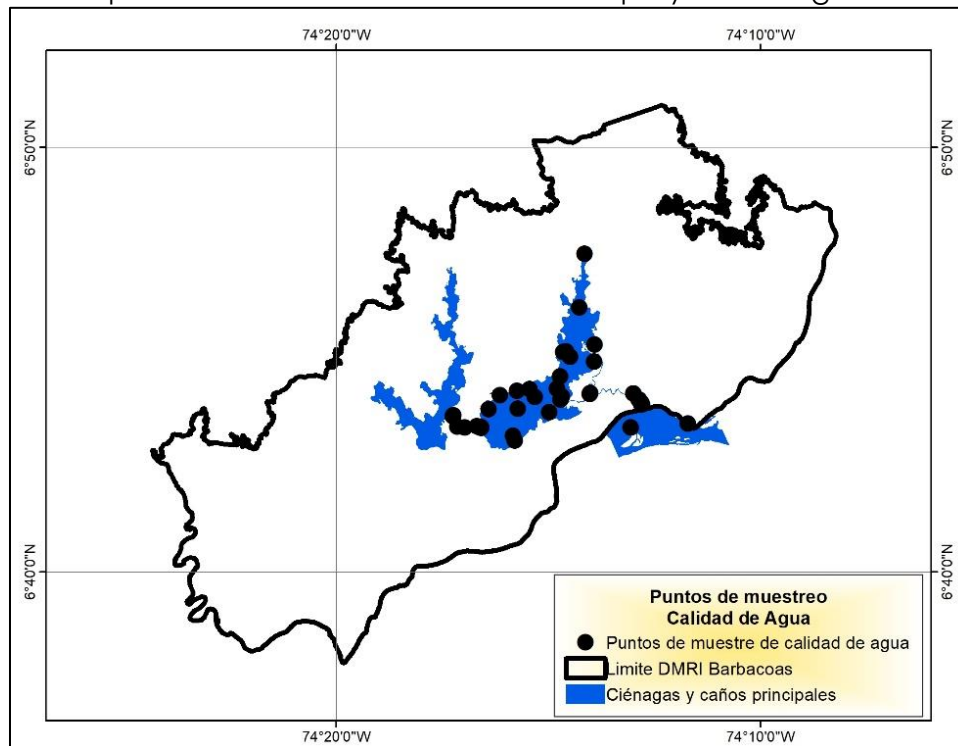 74°20'0"W 74°10'0"W
6°50'0"N 6°50'0"N
6°40'0"N 6°40'0"N
Puntos de muestreo
Calidad de Agua
Puntos de muestre de calidad de agua
Limite DMRI Barbacoas
Ciénagas y caños principales
74°20'0"W 74°10'0"W